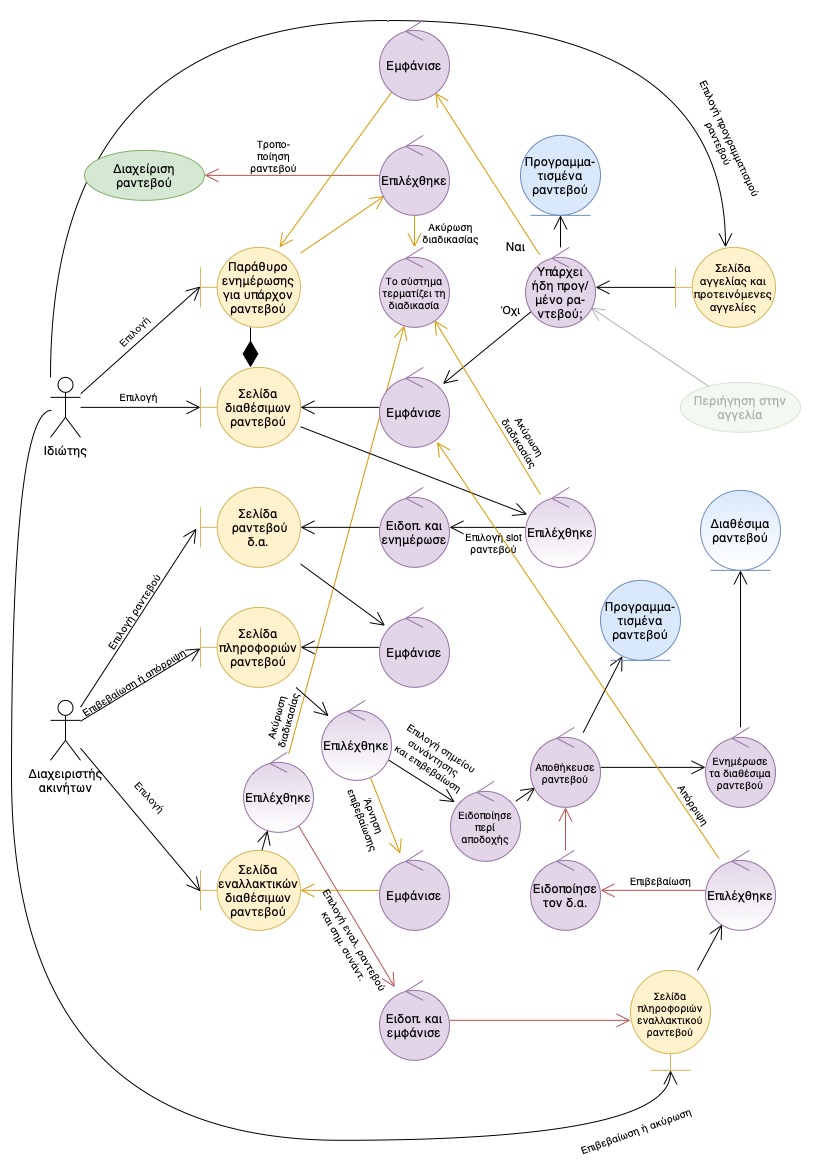 Εμφάνισε
Επιλογή προγραμματισμού
ραντεβού
Τροπο-
ποίηση
ραντεβού
Διαχείριση
ραντεβού
Επιλέχθηκε
Προγραμμα-
τισμένα
ραντεβού
Ακύρωση
διαδικασίας
Ναι
Παράθυρο
ενημέρωσης
για υπάρχον
ραντεβού
Το σύστημα
τερματίζει τη
διαδικασία
Υπάρχει
ήδη προγ/
μένο ρα-
ντεβού;
Σελίδα
αγγελίας και
προτεινόμενες
αγγελίες
Όχι
Επιλογή
Επιλογή
Σελίδα
διαθέσιμων
ραντεβού
Εμφάνισε
Περιήγηση στην
αγγελία
Ιδιώτης
Ακύρωση
διαδικασίας
Σελίδα
ραντεβού
δ.α.
Ειδοπ. και
ενημέρωσε
Επιλογή slot
ραντεβού
Επιλέχθηκε
Διαθέσιμα
ραντεβού
Επιλογή ραντεβού
Προγραμμα-
τισμένα
ραντεβού
Σελίδα
πληροφοριών
ραντεβού
Εμφάνισε
Επιβεβαίωση ή απόρριψη
Ακύρωση
διαδικασίας
Επιλέχθηκε
Επιλογή σημείου
συνάντησης
και επιβεβαίωση
Διαχειριστής
ακινήτων
Αποθήκευσε
ραντεβού
Ενημέρωσε
τα διαθέσιμα
ραντεβού
Επιλογή
Επιλέχθηκε
Άρνηση
επιβεβαίωσης
Ειδοποίησε
περί
αποδοχής
Απόρριψη
Σελίδα
εναλλακτικών
διαθέσιμων
ραντεβού
Εμφάνισε
Ειδοποίησε
τον δ.α.
Επιβεβαίωση
Επιλέχθηκε
Επιλογή εναλ. ραντεβού
και σημ. συνάντ.
Ειδοπ. και
εμφάνισε
Σελίδα
πληροφοριών
εναλλακτικού
ραντεβού
Επιβεβαίωση ή ακύρωση